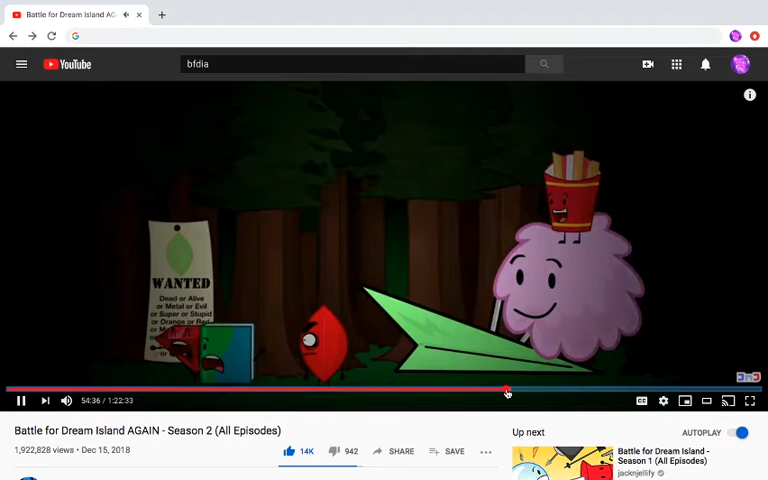 Battle for Dream Island AG
YouTube
bfdia
WANTED
Dead or Alive
or Metal or Evil
or Super or Stupid
or Orange or Red
54:36 / 1:22:33
Battle for Dream Island AGAIN - Season 2 (All Episodes)
1,922,828 views • Dec 15, 2018
14K
942
SHARE
SAVE
Up next
AUTOPLAY
Battle for Dream Island -
Season 1 (All Episodes)
jacknjellify